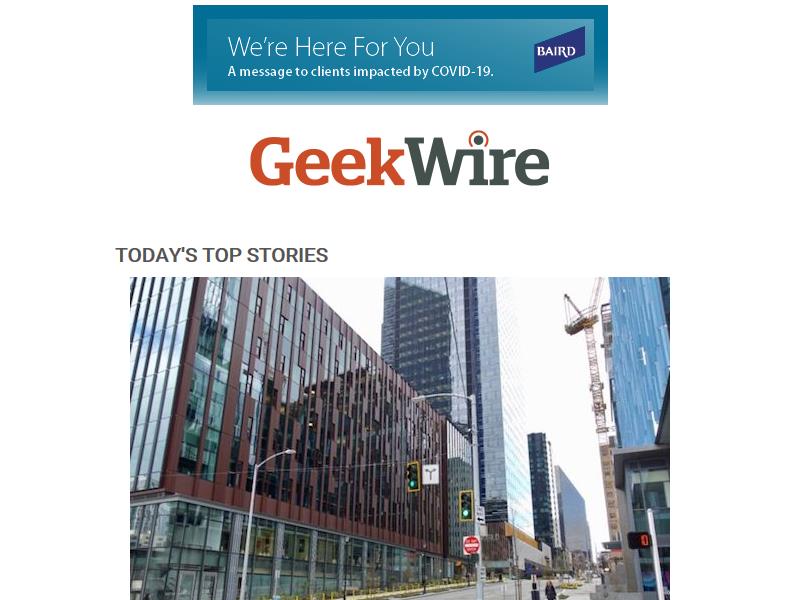 We're Here For You
A message to clients impacted by COVID-19.
BAIRD
GeekWire
TODAY'S TOP STORIES